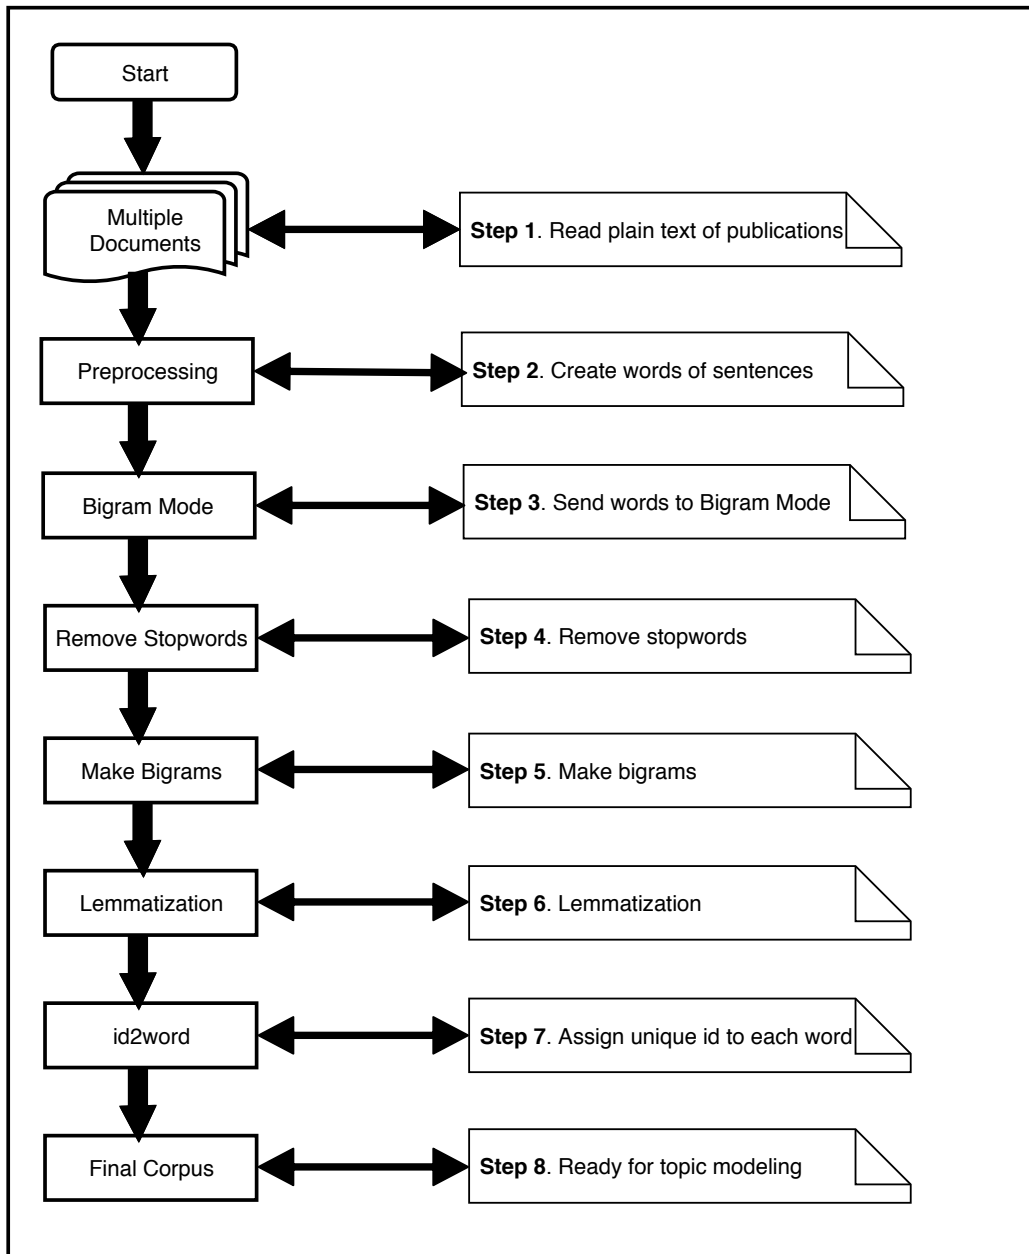 Start
Multiple
Documents
Step 1. Read plain text of publications
Preprocessing
Step 2. Create words of sentences
Bigram Mode
Step 3. Send words to Bigram Mode
Remove Stopwords
Step 4. Remove stopwords
Make Bigrams
Step 5. Make bigrams
Lemmatization
Step 6. Lemmatization
id2word
Step 7. Assign unique id to each word
Final Corpus
Step 8. Ready for topic modeling